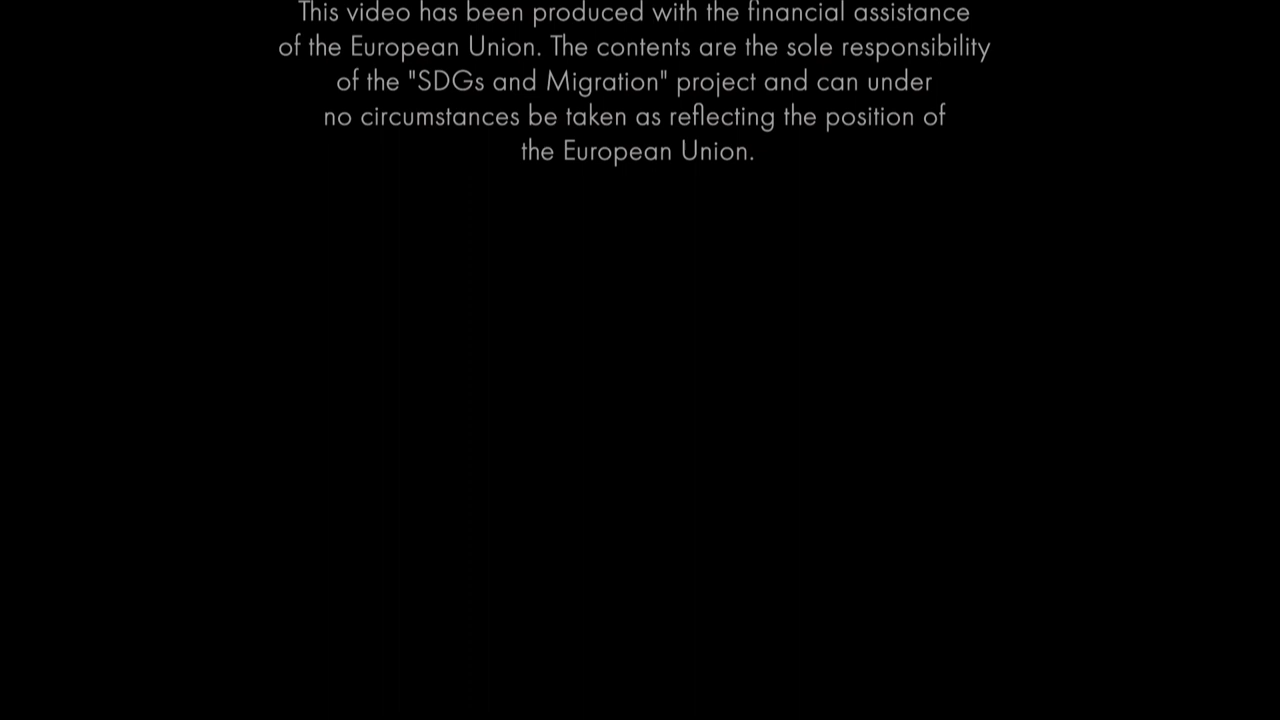 This video has been produced with the financial assistance
of the European Union. The contents are the sole responsibility
of the "SDGs and Migration" project and can under
no circumstances be taken as reflecting the position of
the European Union.